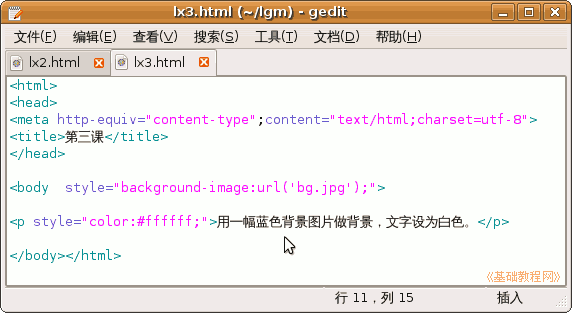 lx3.html (~/lgm) - gedit
文件(F) 编辑(E) 查看(V) 搜索(S) 工具(T) 文档(D) 帮助(H)
lx2.html lx3.html
<html>
<head>
<meta http-equiv="content-type";content="text/html;charset=utf-8">
<title>第三课</title>
</head>
<body  style="background-image:url('bg.jpg');">
<p style="color:#ffffff;">用一幅蓝色背景图片做背景，文字设为白色。</p>
</body></html>
《基础教程网》
行 11，列 15 插入